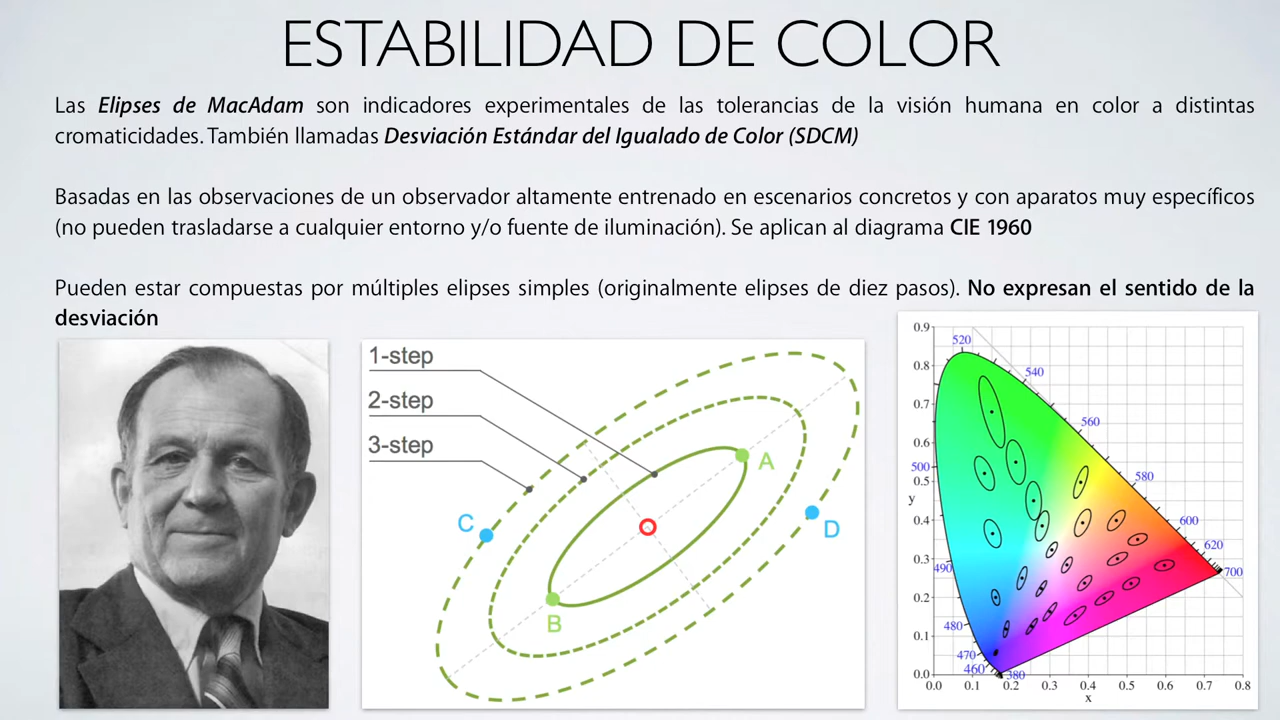 ESTABILIDAD DE COLOR
Las Elipses de MacAdam son indicadores experimentales de las tolerancias de la visión humana en color a distintas
cromaticidades. También llamadas Desviación Estándar del Igualado de Color (SDCM)
Basadas en las observaciones de un observador altamente entrenado en escenarios concretos y con aparatos muy específicos
(no pueden trasladarse a cualquier entorno y/o fuente de iluminación). Se aplican al diagrama CIE 1960
Pueden estar compuestas por múltiples elipses simples (originalmente elipses de diez pasos). No expresan el sentido de la
desviación
1-step
2-step
3-step
A
B
C
D
0.9
0.8
0.7
0.6
0.5
y
0.4
0.3
0.2
0.1
0.0
520
540
560
580
600
620
700
500
490
480
470
460
380
0.0 0.1 0.2 0.3 0.4 0.5 0.6 0.7 0.8
x